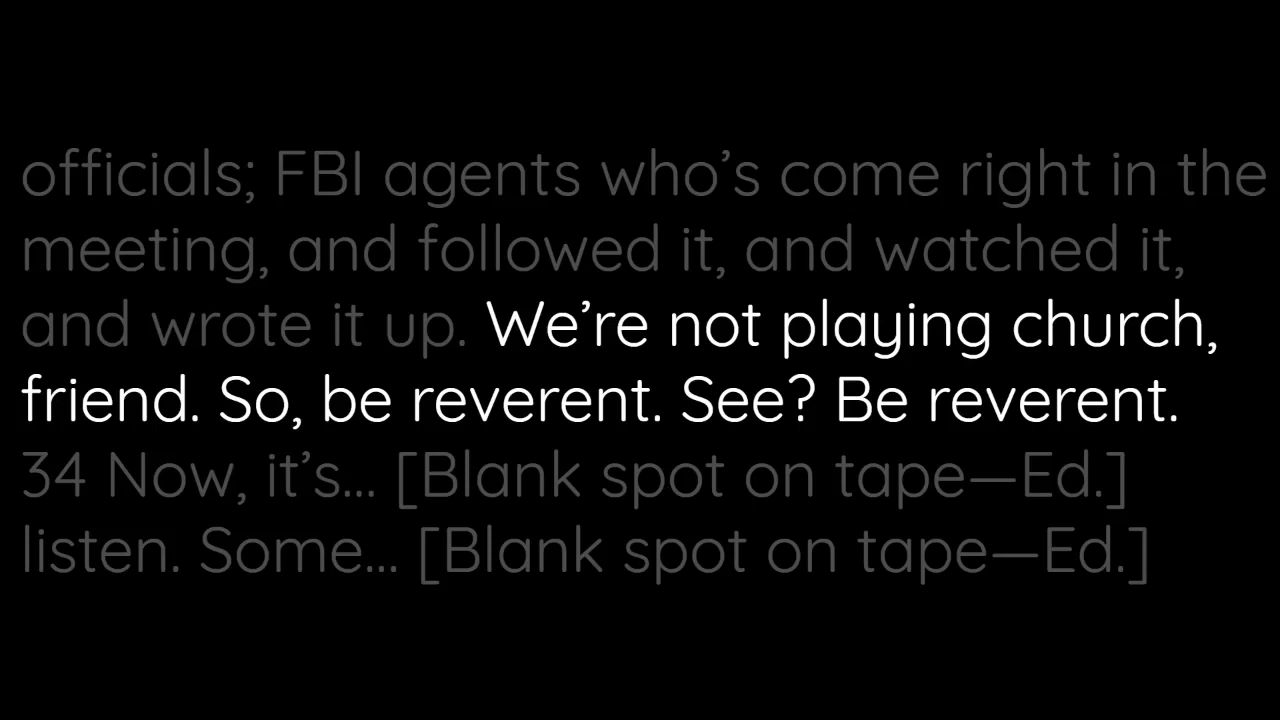 officials; FBI agents who’s come right in the
meeting, and followed it, and watched it,
and wrote it up. We’re not playing church,
friend. So, be reverent. See? Be reverent.
34 Now, it’s... [Blank spot on tape—Ed.]
listen. Some... [Blank spot on tape—Ed.]